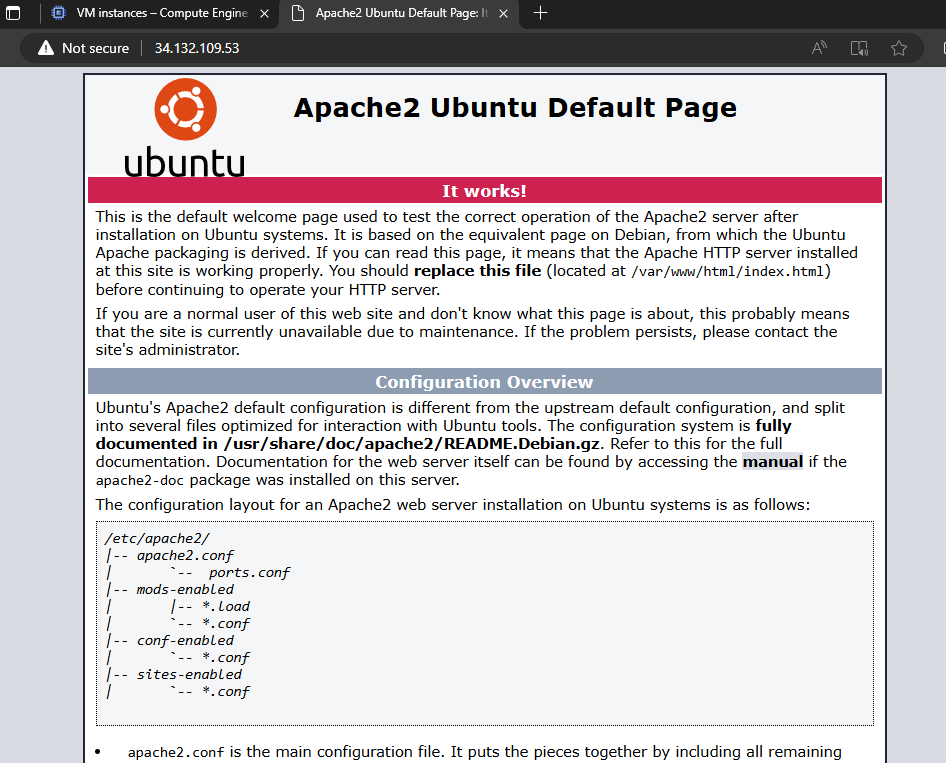 VM instances – Compute Engine
Apache2 Ubuntu Default Page: It
Not secure
34.132.109.53
ubuntu
Apache2 Ubuntu Default Page
It works!
This is the default welcome page used to test the correct operation of the Apache2 server after
installation on Ubuntu systems. It is based on the equivalent page on Debian, from which the Ubuntu
Apache packaging is derived. If you can read this page, it means that the Apache HTTP server installed
at this site is working properly. You should replace this file (located at /var/www/html/index.html)
before continuing to operate your HTTP server.
If you are a normal user of this web site and don't know what this page is about, this probably means
that the site is currently unavailable due to maintenance. If the problem persists, please contact the
site's administrator.
Configuration Overview
Ubuntu's Apache2 default configuration is different from the upstream default configuration, and split
into several files optimized for interaction with Ubuntu tools. The configuration system is fully
documented in /usr/share/doc/apache2/README.Debian.gz. Refer to this for the full
documentation. Documentation for the web server itself can be found by accessing the manual if the
apache2-doc package was installed on this server.
The configuration layout for an Apache2 web server installation on Ubuntu systems is as follows:
/etc/apache2/
|-- apache2.conf
|       `--  ports.conf
|-- mods-enabled
|       |-- *.load
|       `-- *.conf
|-- conf-enabled
|       `-- *.conf
|-- sites-enabled
|       `-- *.conf
• apache2.conf is the main configuration file. It puts the pieces together by including all remaining